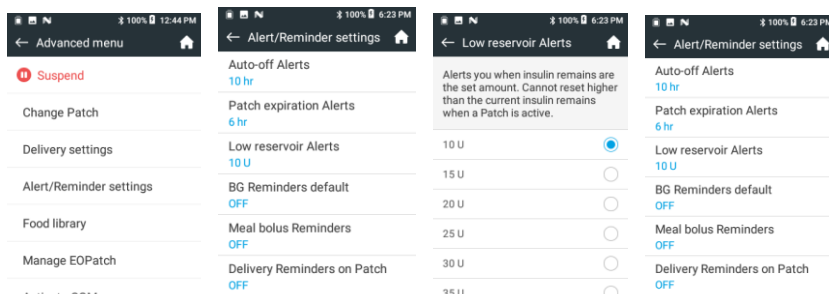 100% 12:44 PM
← Advanced menu
Suspend
Change Patch
Delivery settings
Alert/Reminder settings
Food library
Manage EOPatch
100% 6:23 PM
← Alert/Reminder settings
Auto-off Alerts
10 hr
Patch expiration Alerts
6 hr
Low reservoir Alerts
10 U
BG Reminders default
OFF
Meal bolus Reminders
OFF
Delivery Reminders on Patch
OFF
100% 6:23 PM
← Low reservoir Alerts
Alerts you when insulin remains are
the set amount. Cannot reset higher
than the current insulin remains
when a Patch is active.
10 U
15 U
20 U
25 U
30 U
35 U
100% 6:23 PM
← Alert/Reminder settings
Auto-off Alerts
10 hr
Patch expiration Alerts
6 hr
Low reservoir Alerts
10 U
BG Reminders default
OFF
Meal bolus Reminders
OFF
Delivery Reminders on Patch
OFF